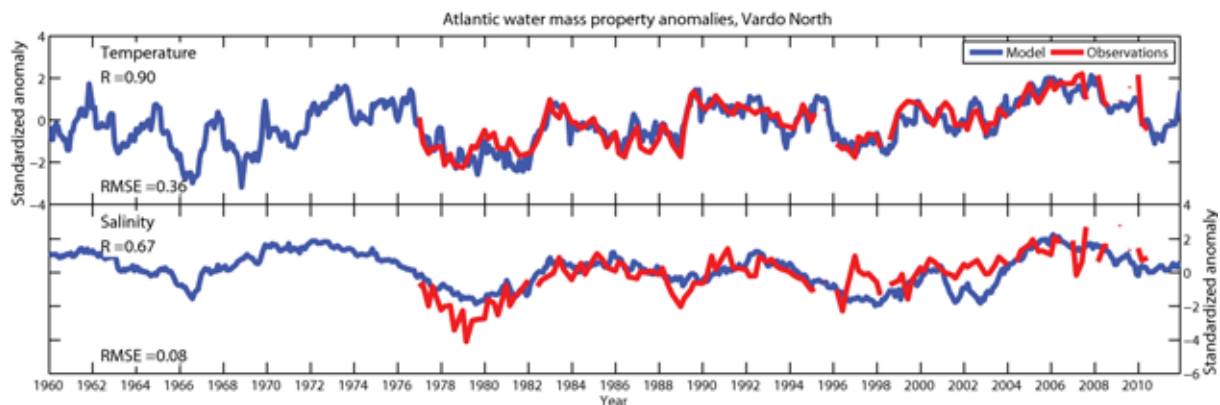 Atlantic water mass property anomalies, Vardo North
Standardized anomaly
4
2
0
−2
−4
Temperature
R =0.90
RMSE =0.36
Model Observations
Salinity
R =0.67
RMSE =0.08
4
2
0
−2
−4
−6
Standardized anomaly
1960 1962 1964 1966 1968 1970 1972 1974 1976 1978 1980 1982 1984 1986 1988 1990 1992 1994 1996 1998 2000 2002 2004 2006 2008 2010
Year